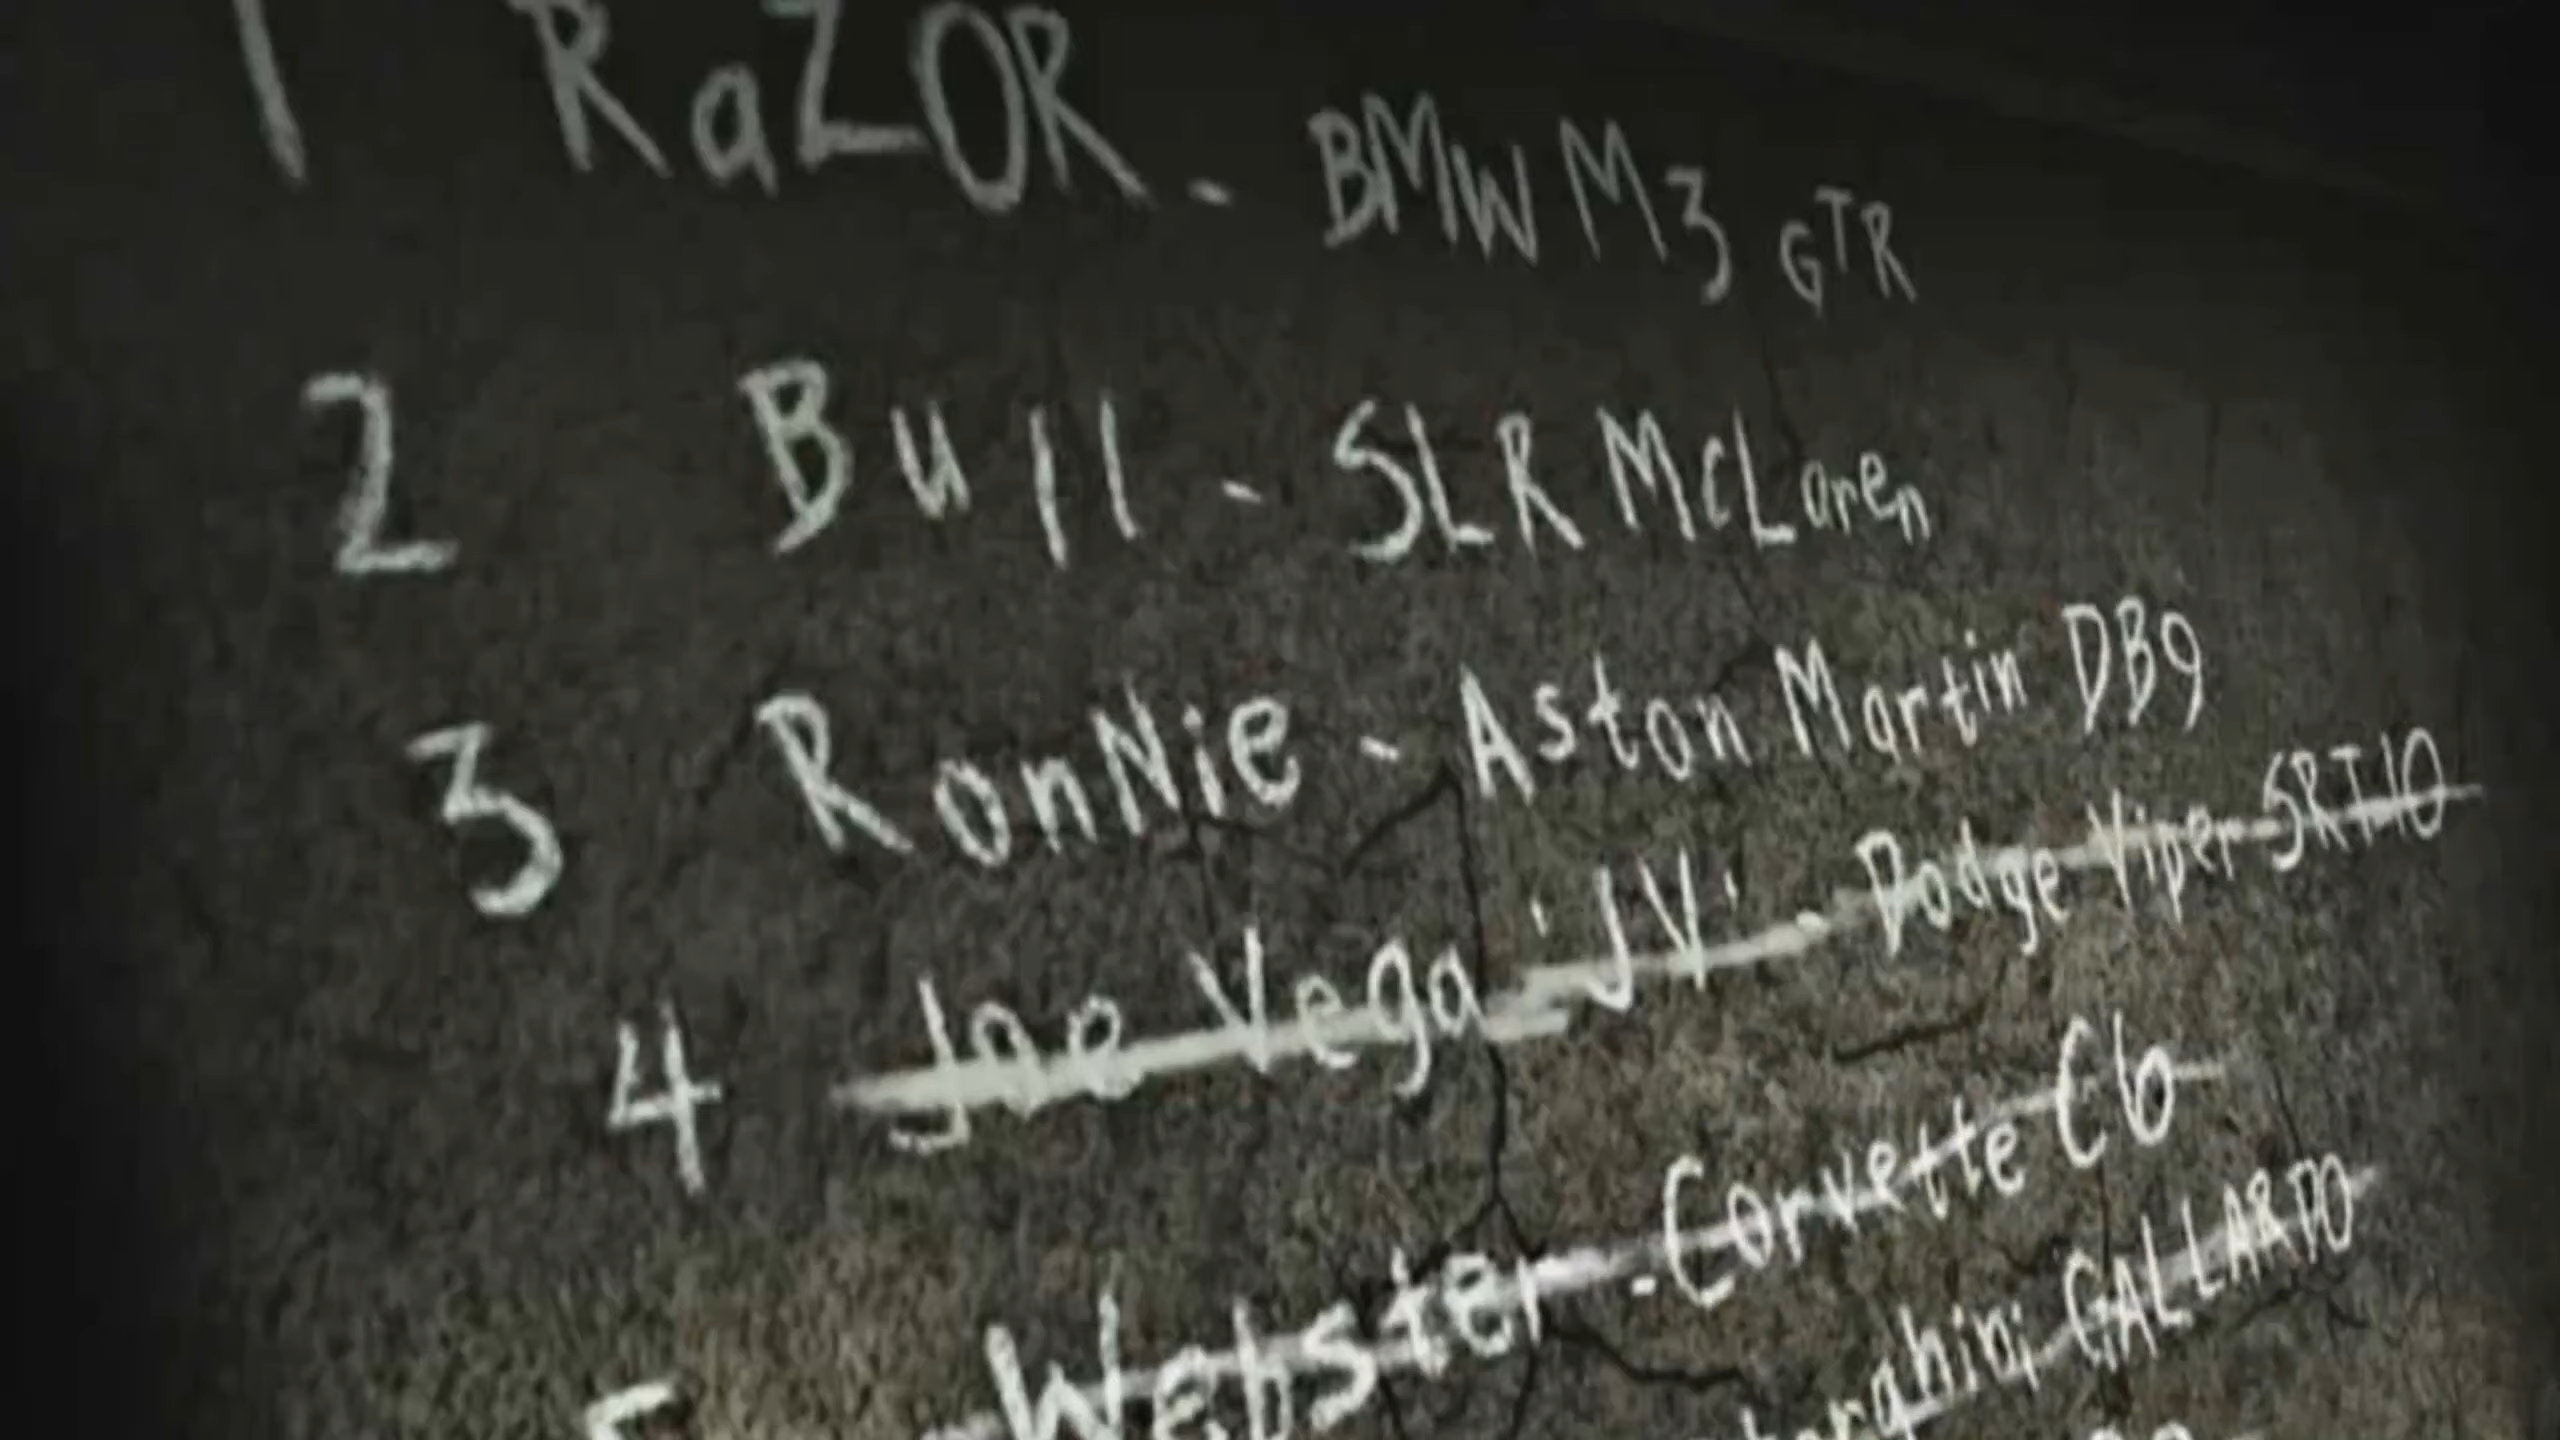 1 RaZOR - BMW M3 GTR
2 Bull - SLR McLaren
3 RonNie - Aston Martin DB9
4 Joe Vega 'JV' - Dodge Viper SRT10
5 Webster - Corvette C6
GALLARDO